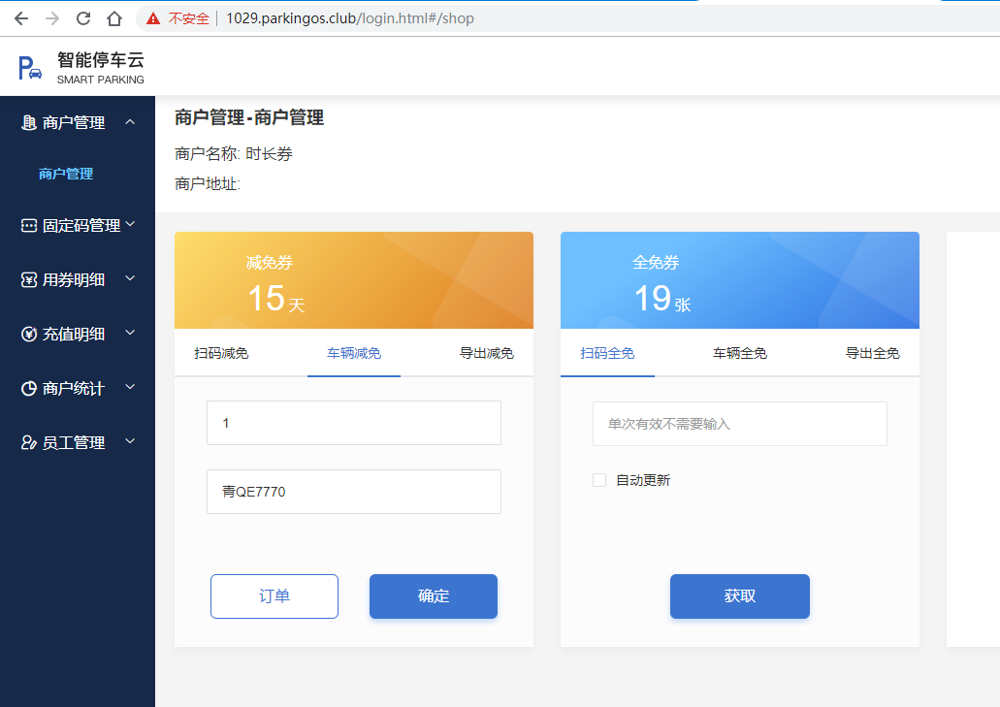 不安全 1029.parkingos.club/login.html#/shop
智能停车云
SMART PARKING
商户管理
商户管理
固定码管理
用券明细
充值明细
商户统计
员工管理
商户管理-商户管理
商户名称: 时长券
商户地址:
减免券
15 天
扫码减免 车辆减免 导出减免
1
青QE7770
订单 确定
全免券
19 张
扫码全免 车辆全免 导出全免
单次有效不需要输入
自动更新
获取